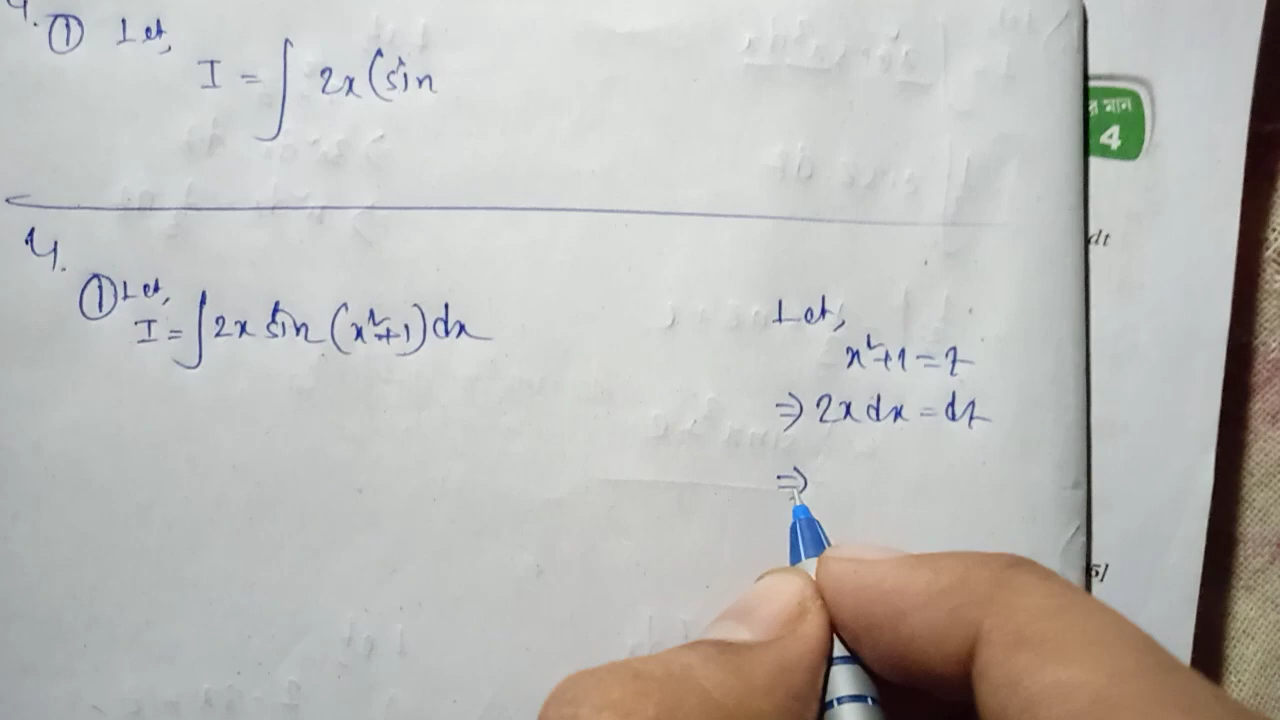 4. ① Let,
I = ∫ 2x (sin
র মান
4
4.
dt
① Let,
I = ∫ 2x sin (x²+1) dx
Let,
x²+1 = z
⇒ 2x dx = dz
⇒
5]